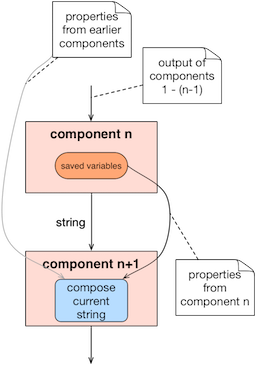 properties
from earlier
components
output of
components
1 - (n-1)
component n
saved variables
string
component n+1
compose
current
string
properties
from
component n